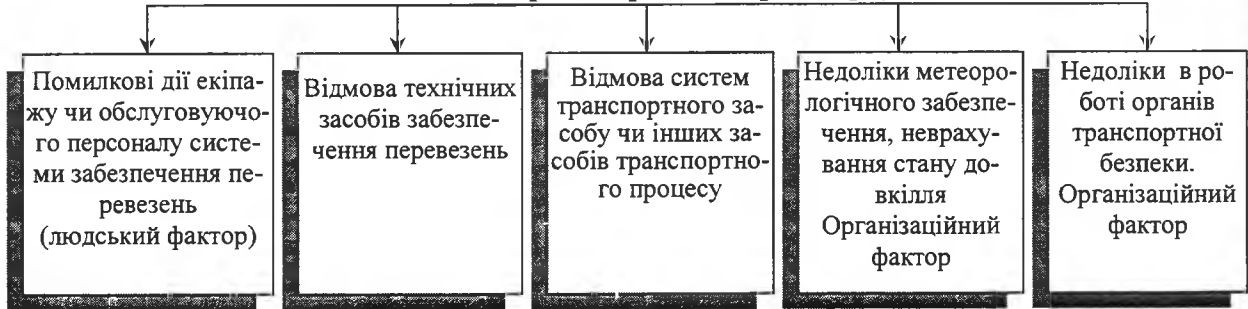 Помилкові дії екіпа-
жу чи обслуговуючо-
го персоналу систе-
ми забезпечення пе-
ревезень
(людський фактор)
Відмова технічних
засобів забезпе-
чення перевезень
Відмова систем
транспортного за-
собу чи інших за-
собів транспортно-
го процесу
Недоліки метеоро-
логічного забезпе-
чення, неврахування
стану до-
вкілля
Організаційний
фактор
Недоліки в ро-
боті органів
транспортної
безпеки.
Організаційний
фактор